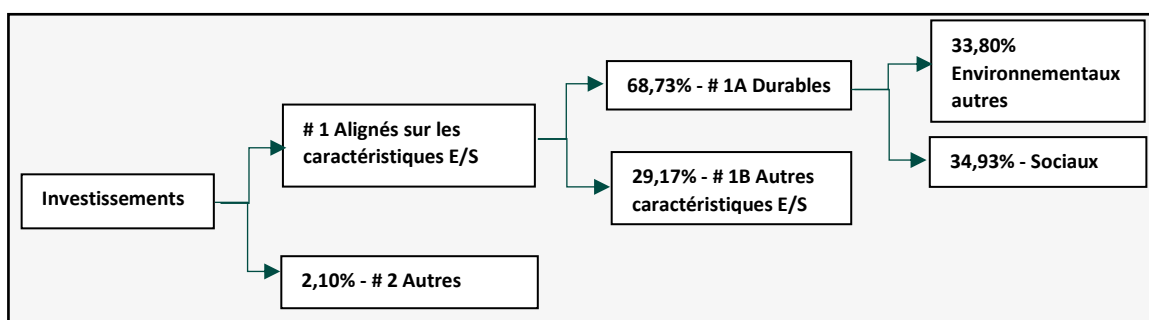 Investissements
# 1 Alignés sur les
caractéristiques E/S
2,10% - # 2 Autres
68,73% - # 1A Durables
29,17% - # 1B Autres
caractéristiques E/S
33,80%
Environnementaux
autres
34,93% - Sociaux